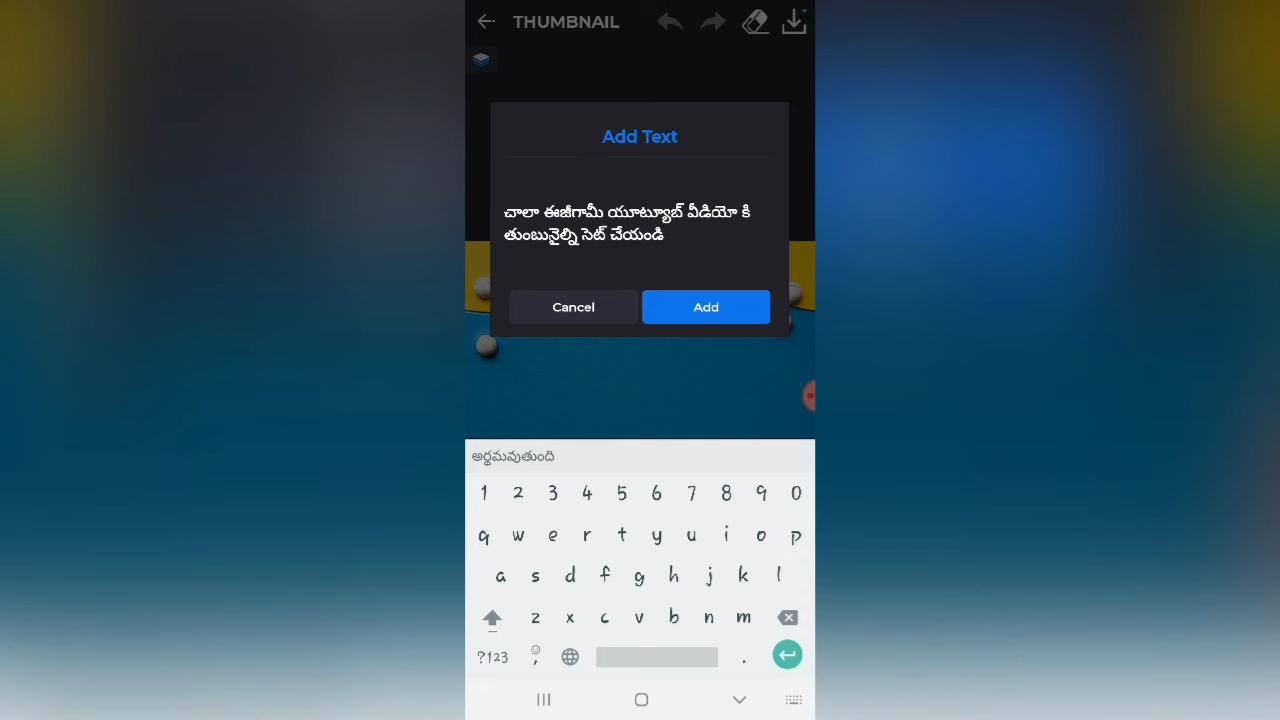 THUMBNAIL
Add Text
చాలా ఈజీగామీ యూట్యూబ్ వీడియో కి
తుంబునైల్ని సెట్ చేయండి
Cancel Add
అర్థమవుతుంది
1 2 3 4 5 6 7 8 9 0
q w e r t y u i o p
a s d f g h j k l
z x c v b n m
?123 , .